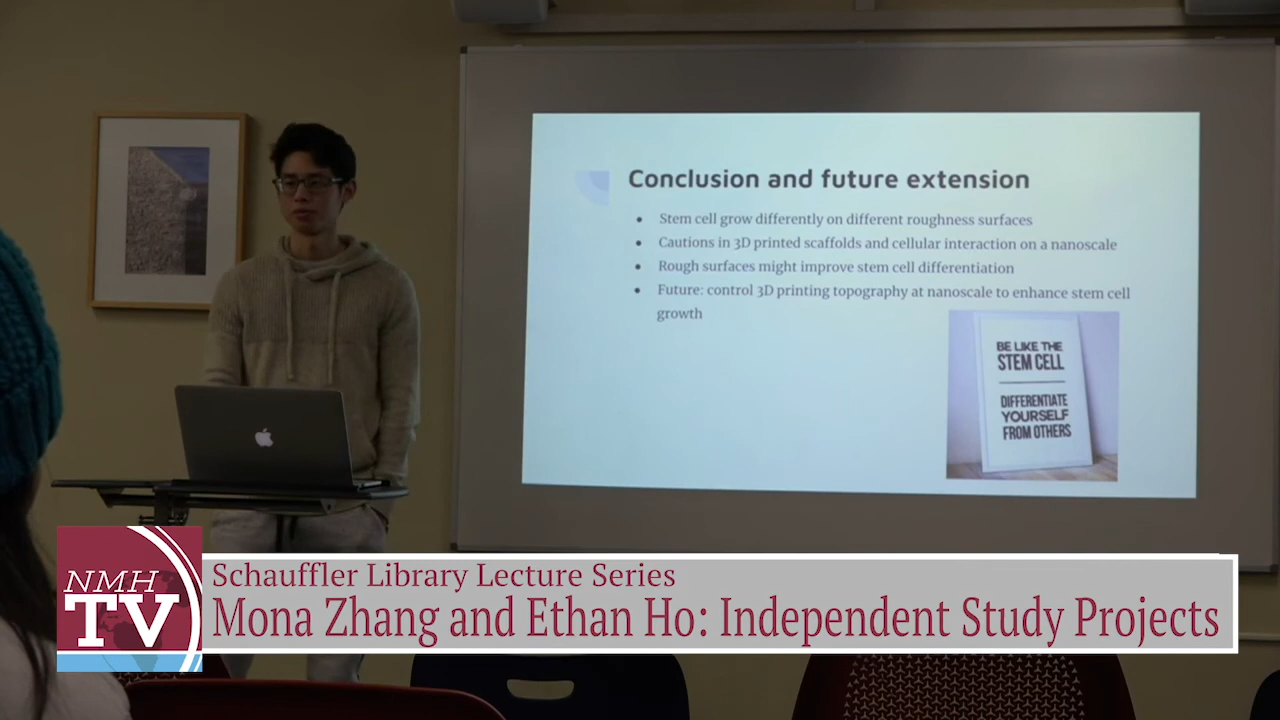 Conclusion and future extension
Stem cell grow differently on different roughness surfaces
Cautions in 3D printed scaffolds and cellular interaction on a nanoscale
Rough surfaces might improve stem cell differentiation
Future: control 3D printing topography at nanoscale to enhance stem cell
growth
BE LIKE THE
STEM CELL
DIFFERENTIATE
YOURSELF
FROM OTHERS
NMH
TV
Schauffler Library Lecture Series
Mona Zhang and Ethan Ho: Independent Study Projects